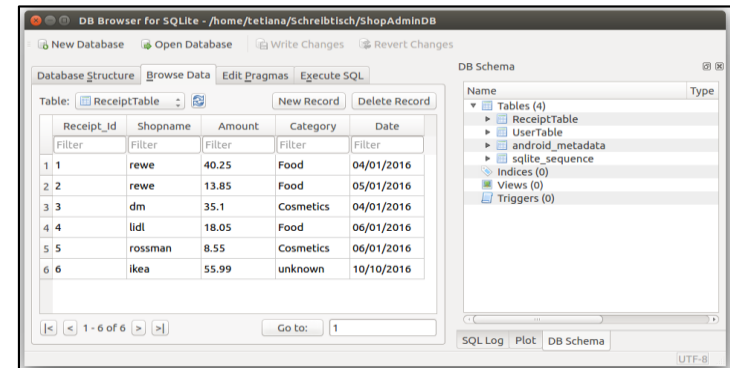 DB Browser for SQLite - /home/tetiana/Schreibtisch/ShopAdminDB
New Database Open Database Write Changes Revert Changes
Database Structure Browse Data Edit Pragmas Execute SQL
Table: ReceiptTable New Record Delete Record
Receipt_Id Shopname Amount Category Date
Filter Filter Filter Filter Filter
1 1 rewe 40.25 Food 04/01/2016
2 2 rewe 13.85 Food 05/01/2016
3 3 dm 35.1 Cosmetics 04/01/2016
4 4 lidl 18.05 Food 06/01/2016
5 5 rossman 8.55 Cosmetics 06/01/2016
6 6 ikea 55.99 unknown 10/10/2016
|< < 1 - 6 of 6 > >| Go to: 1
DB Schema
Name Type
Tables (4)
ReceiptTable
UserTable
android_metadata
sqlite_sequence
Indices (0)
Views (0)
Triggers (0)
SQL Log Plot DB Schema
UTF-8